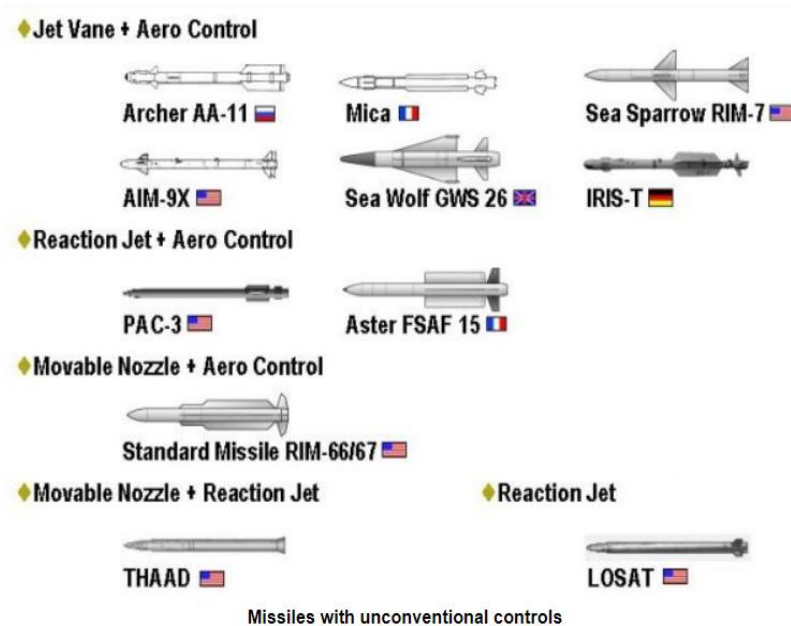 Jet Vane + Aero Control
Archer AA-11
Mica
Sea Sparrow RIM-7
AIM-9X
Sea Wolf GWS 26
IRIS-T
Reaction Jet + Aero Control
PAC-3
Aster FSAF 15
Movable Nozzle + Aero Control
Standard Missile RIM-66/67
Movable Nozzle + Reaction Jet
Reaction Jet
THAAD
LOSAT
Missiles with unconventional controls